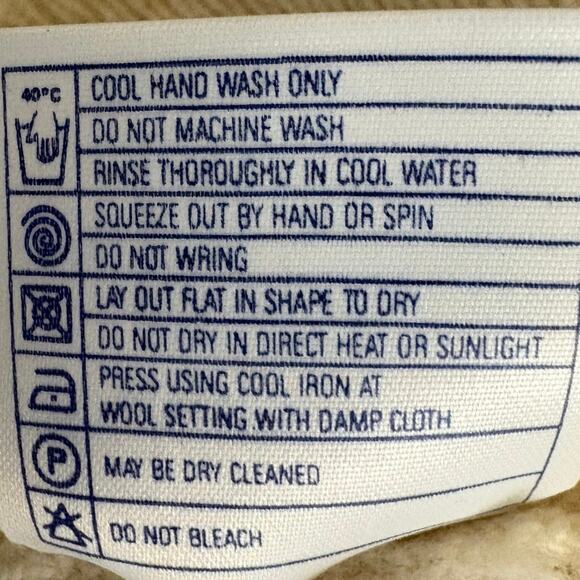 40°C
COOL HAND WASH ONLY
DO NOT MACHINE WASH
RINSE THOROUGHLY IN COOL WATER
SQUEEZE OUT BY HAND OR SPIN
DO NOT WRING
LAY OUT FLAT IN SHAPE TO DRY
DO NOT DRY IN DIRECT HEAT OR SUNLIGHT
PRESS USING COOL IRON AT
WOOL SETTING WITH DAMP CLOTH
P
MAY BE DRY CLEANED
DO NOT BLEACH